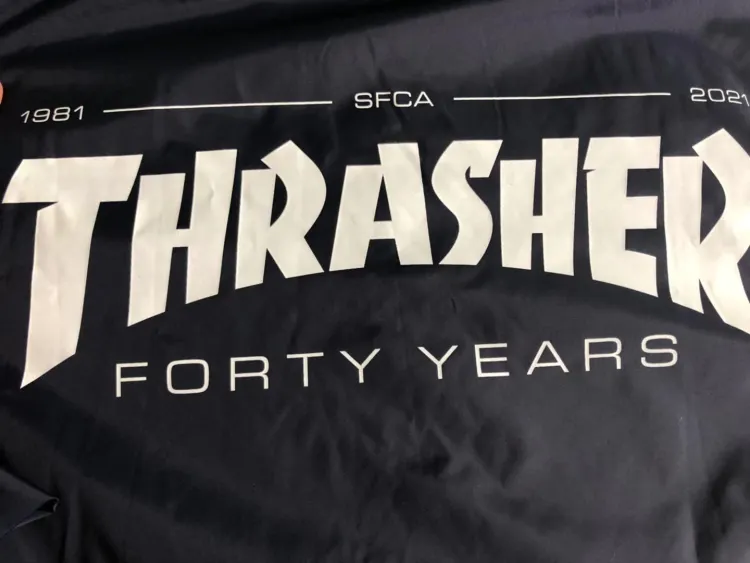 1981 SFCA 2021
THRASHER
FORTY YEARS